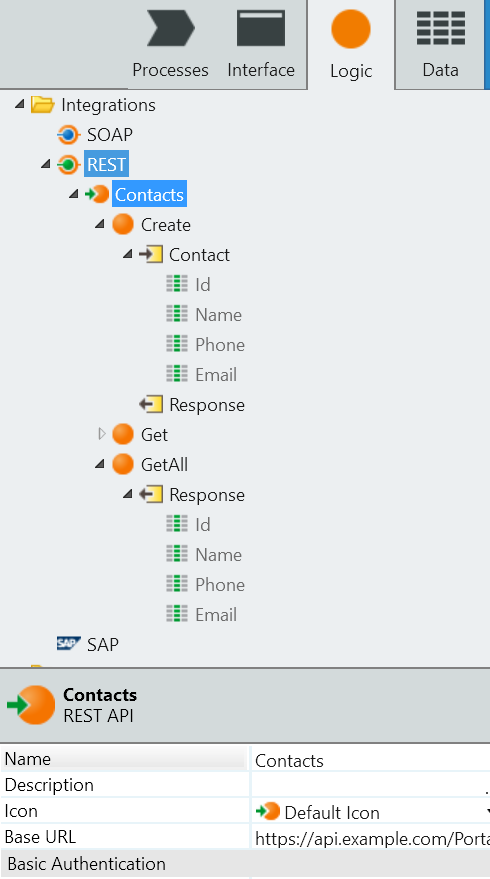 Processes Interface Logic Data
Integrations
SOAP
REST
Contacts
Create
Contact
Id
Name
Phone
Email
Response
Get
GetAll
Response
Id
Name
Phone
Email
SAP SAP
Contacts
REST API
Name Contacts
Description .
Icon Default Icon
Base URL https://api.example.com/Porta
Basic Authentication